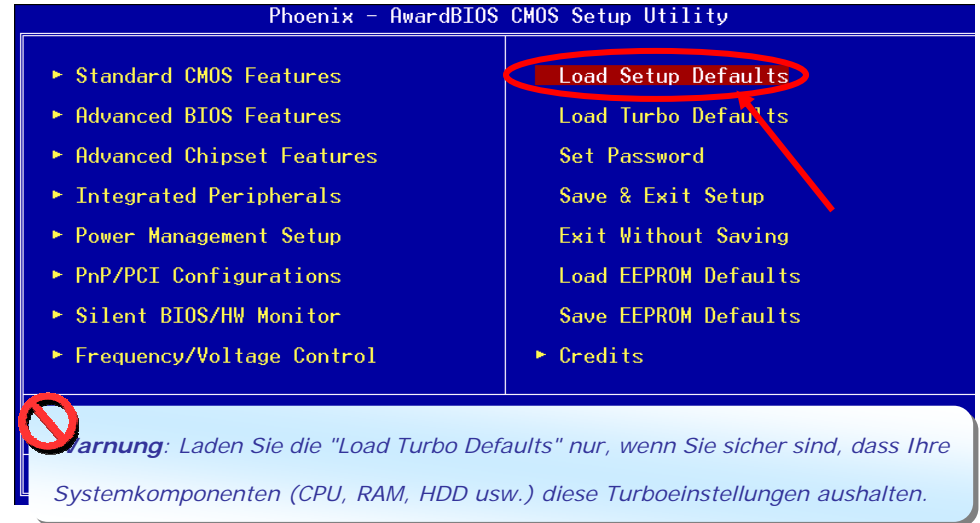 Phoenix - AwardBIOS CMOS Setup Utility
► Standard CMOS Features
► Advanced BIOS Features
► Advanced Chipset Features
► Integrated Peripherals
► Power Management Setup
► PnP/PCI Configurations
► Silent BIOS/HW Monitor
► Frequency/Voltage Control
Load Setup Defaults
Load Turbo Defaults
Set Password
Save & Exit Setup
Exit Without Saving
Load EEPROM Defaults
Save EEPROM Defaults
► Credits
Warnung: Laden Sie die "Load Turbo Defaults" nur, wenn Sie sicher sind, dass Ihre
Systemkomponenten (CPU, RAM, HDD usw.) diese Turboeinstellungen aushalten.